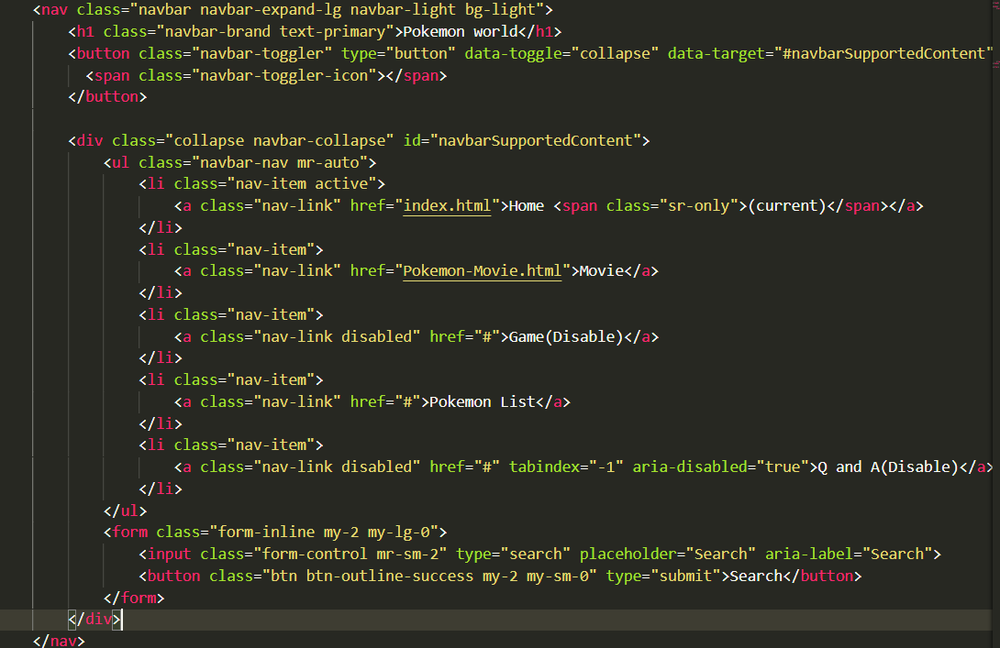 <nav class="navbar navbar-expand-lg navbar-light bg-light">
<h1 class="navbar-brand text-primary">Pokemon world</h1>
<button class="navbar-toggler" type="button" data-toggle="collapse" data-target="#navbarSupportedContent"
<span class="navbar-toggler-icon"></span>
</button>
<div class="collapse navbar-collapse" id="navbarSupportedContent">
<ul class="navbar-nav mr-auto">
<li class="nav-item active">
<a class="nav-link" href="index.html">Home <span class="sr-only">(current)</span></a>
</li>
<li class="nav-item">
<a class="nav-link" href="Pokemon-Movie.html">Movie</a>
</li>
<li class="nav-item">
<a class="nav-link disabled" href="#">Game(Disable)</a>
</li>
<li class="nav-item">
<a class="nav-link" href="#">Pokemon List</a>
</li>
<li class="nav-item">
<a class="nav-link disabled" href="#" tabindex="-1" aria-disabled="true">Q and A(Disable)</a>
</li>
</ul>
<form class="form-inline my-2 my-lg-0">
<input class="form-control mr-sm-2" type="search" placeholder="Search" aria-label="Search">
<button class="btn btn-outline-success my-2 my-sm-0" type="submit">Search</button>
</form>
</div>
</nav>